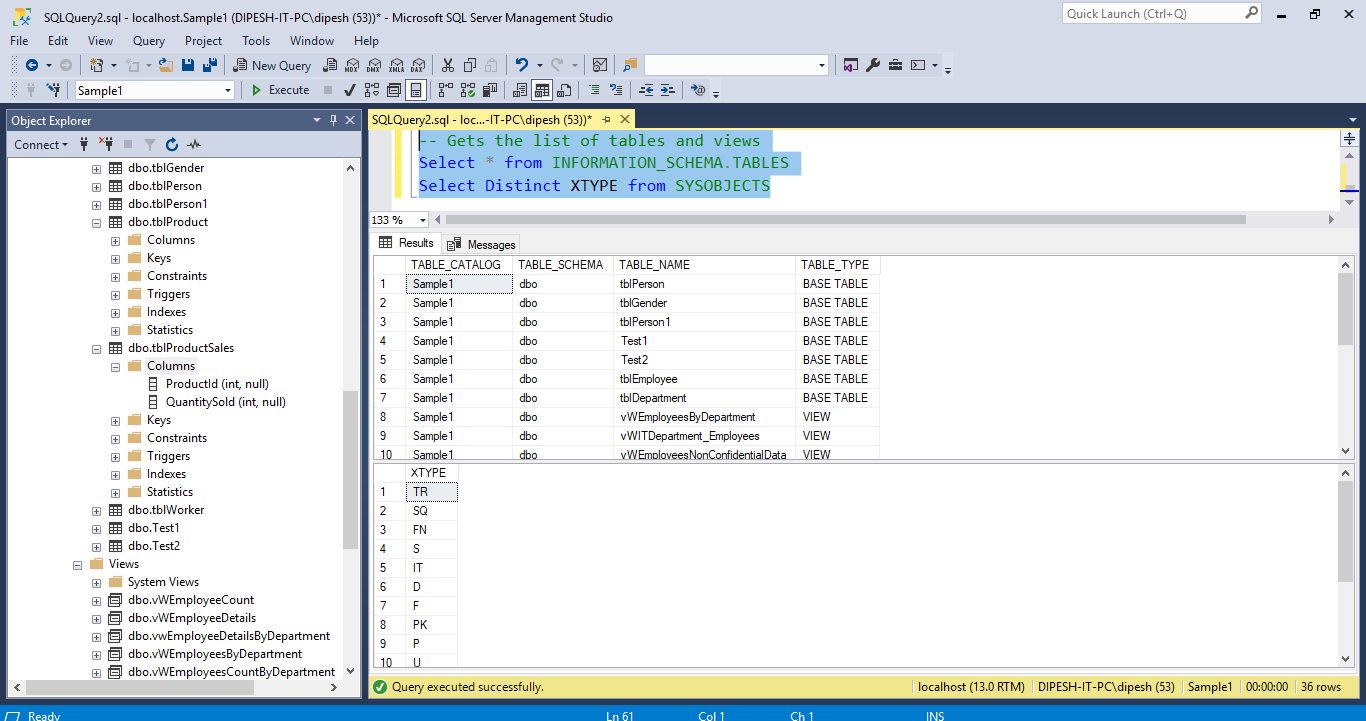 SQLQuery2.sql - localhost.Sample1 (DIPESH-IT-PC\dipesh (53))* - Microsoft SQL Server Management Studio
Quick Launch (Ctrl+Q)
File Edit View Query Project Tools Window Help
New Query
MDX DMX XMLA DAX
Sample1
Execute
Object Explorer
Connect
dbo.tblGender
dbo.tblPerson
dbo.tblPerson1
dbo.tblProduct
Columns
Keys
Constraints
Triggers
Indexes
Statistics
dbo.tblProductSales
Columns
ProductId (int, null)
QuantitySold (int, null)
Keys
Constraints
Triggers
Indexes
Statistics
dbo.tblWorker
dbo.Test1
dbo.Test2
Views
System Views
dbo.vWEmployeeCount
dbo.vWEmployeeDetails
dbo.vwEmployeeDetailsByDepartment
dbo.vWEmployeesByDepartment
dbo.vWEmployeesCountByDepartment
SQLQuery2.sql - loc...-IT-PC\dipesh (53))*
-- Gets the list of tables and views
Select * from INFORMATION_SCHEMA.TABLES
Select Distinct XTYPE from SYSOBJECTS
133 %
Results Messages
TABLE_CATALOG TABLE_SCHEMA TABLE_NAME TABLE_TYPE
1 Sample1 dbo tblPerson BASE TABLE
2 Sample1 dbo tblGender BASE TABLE
3 Sample1 dbo tblPerson1 BASE TABLE
4 Sample1 dbo Test1 BASE TABLE
5 Sample1 dbo Test2 BASE TABLE
6 Sample1 dbo tblEmployee BASE TABLE
7 Sample1 dbo tblDepartment BASE TABLE
8 Sample1 dbo vWEmployeesByDepartment VIEW
9 Sample1 dbo vWITDepartment_Employees VIEW
10 Sample1 dbo vWEmployeesNonConfidentialData VIEW
XTYPE
1 TR
2 SQ
3 FN
4 S
5 IT
6 D
7 F
8 PK
9 P
10 U
Query executed successfully.
localhost (13.0 RTM) DIPESH-IT-PC\dipesh (53) Sample1 00:00:00 36 rows
Ready Ln 61 Col 1 Ch 1 INS